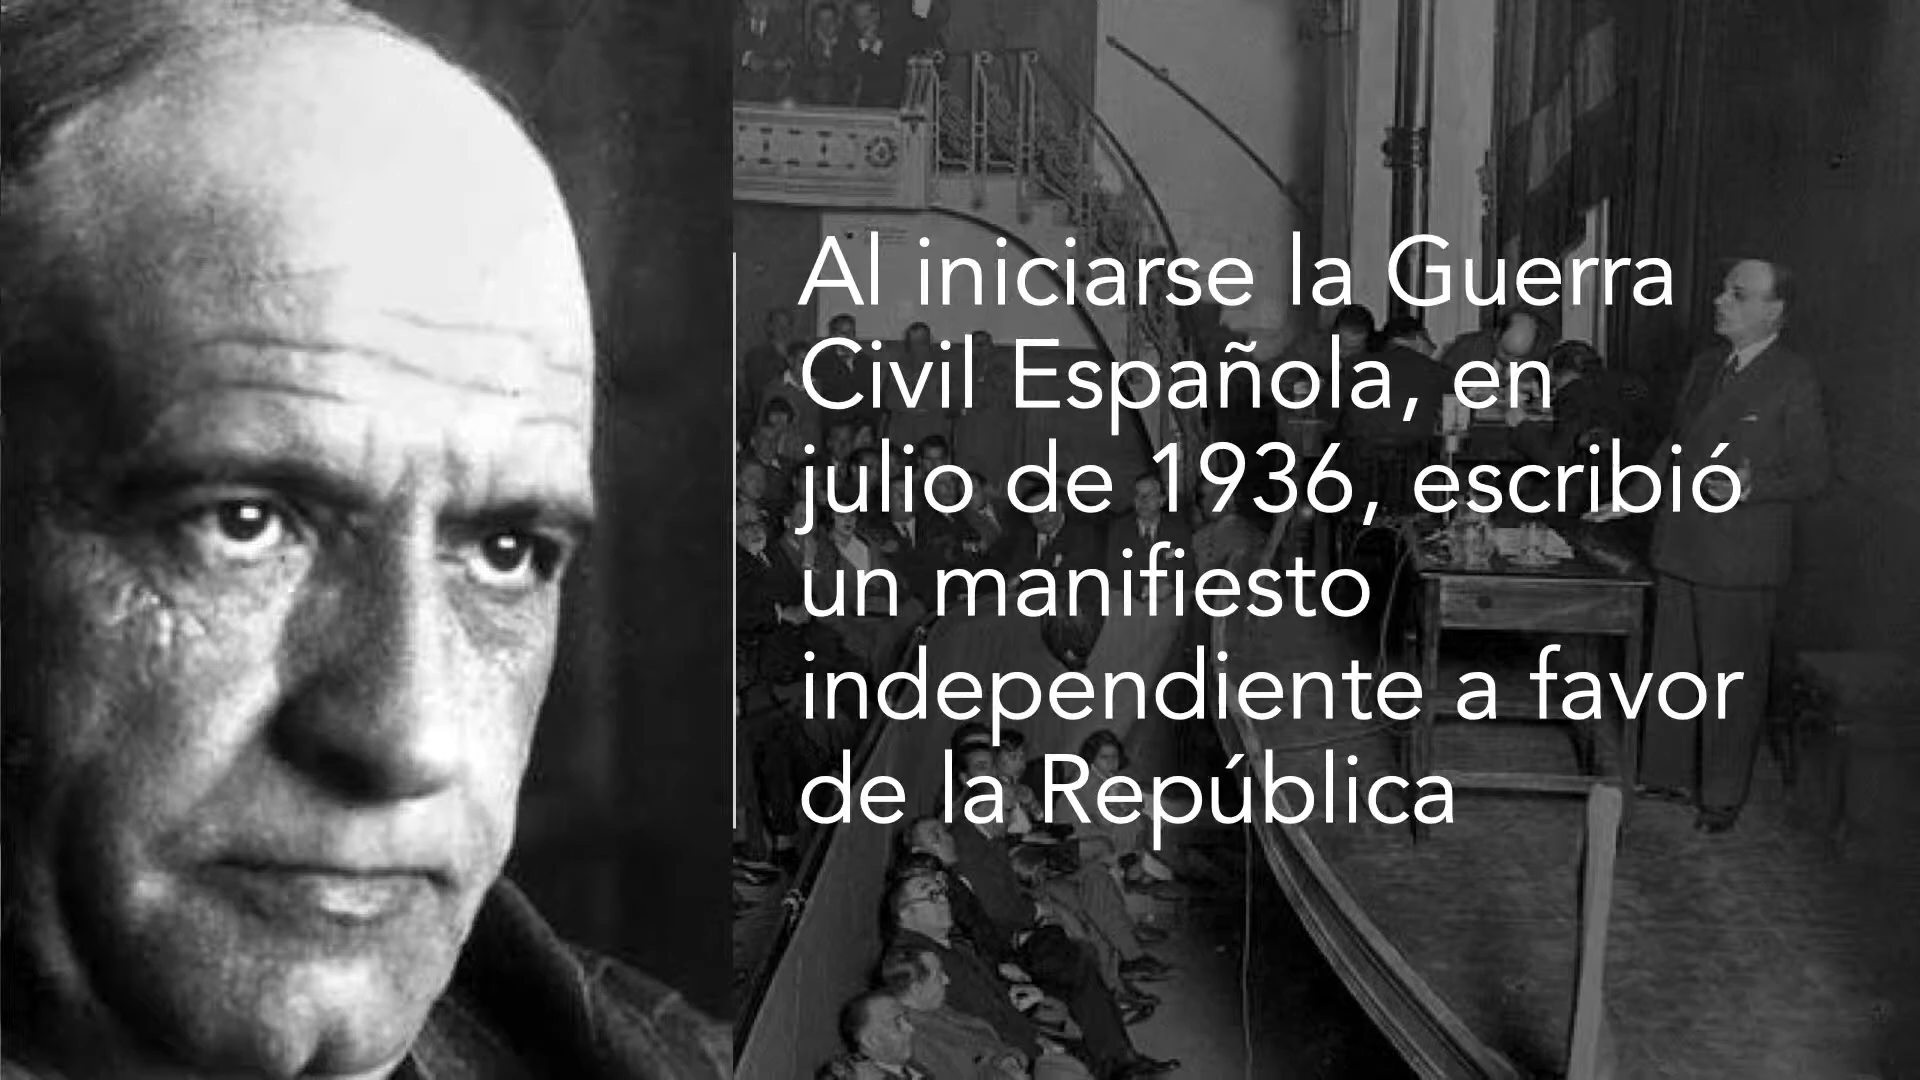 Al iniciarse la Guerra
Civil Española, en
julio de 1936, escribió
un manifiesto
independiente a favor
de la República